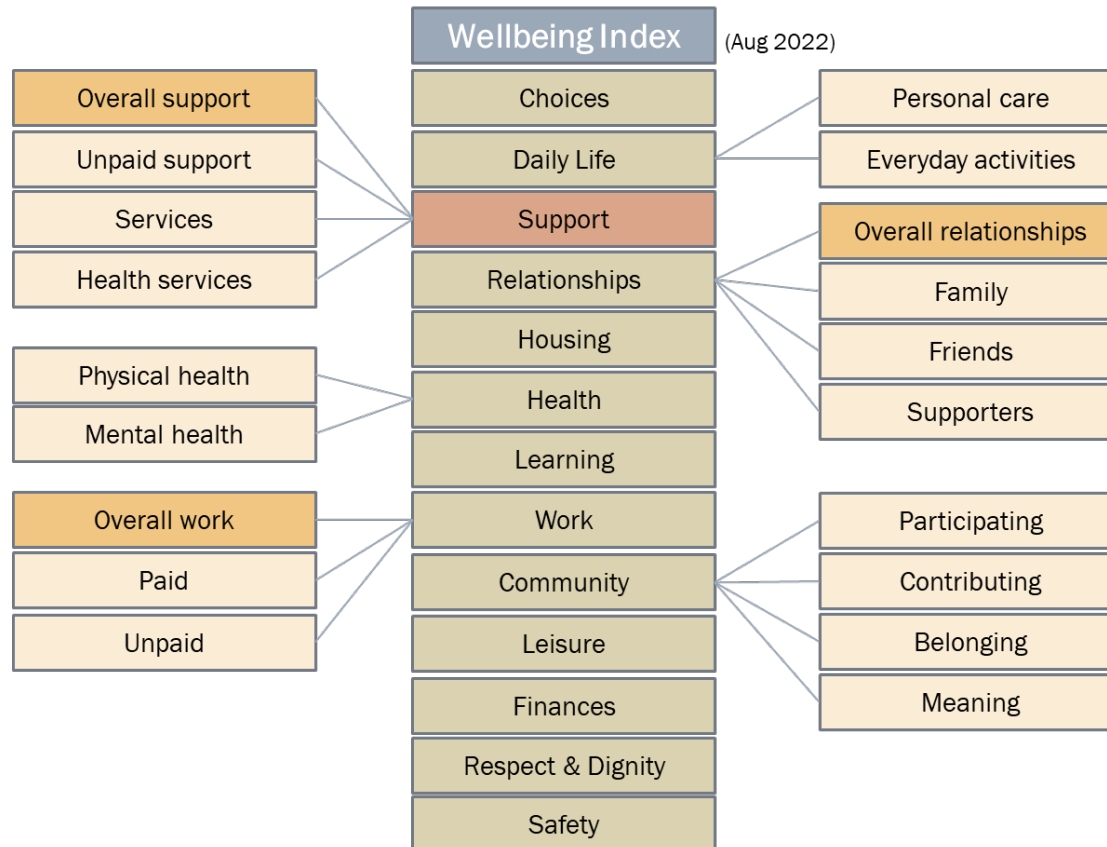 Wellbeing Index
(Aug 2022)
Overall support
Unpaid support
Services
Health services
Physical health
Mental health
Overall work
Paid
Unpaid
Choices
Daily Life
Support
Relationships
Housing
Health
Learning
Work
Community
Leisure
Finances
Respect & Dignity
Safety
Personal care
Everyday activities
Overall relationships
Family
Friends
Supporters
Participating
Contributing
Belonging
Meaning